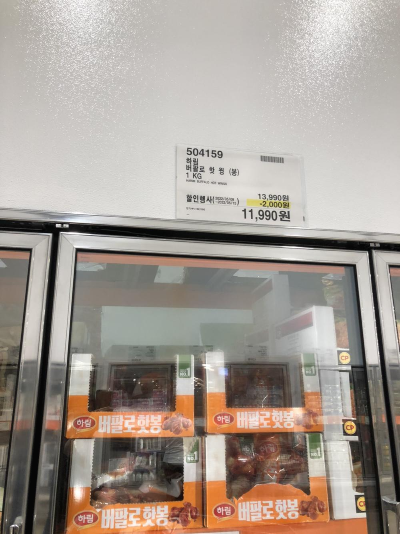 504159
하림
버팔로 핫 윙 (봉)
1 KG
13,990원
할인행사
-2,000원
11,990원
하림 버팔로핫봉
하림 버팔로핫봉
하림 버팔로핫봉
하림 버팔로핫봉